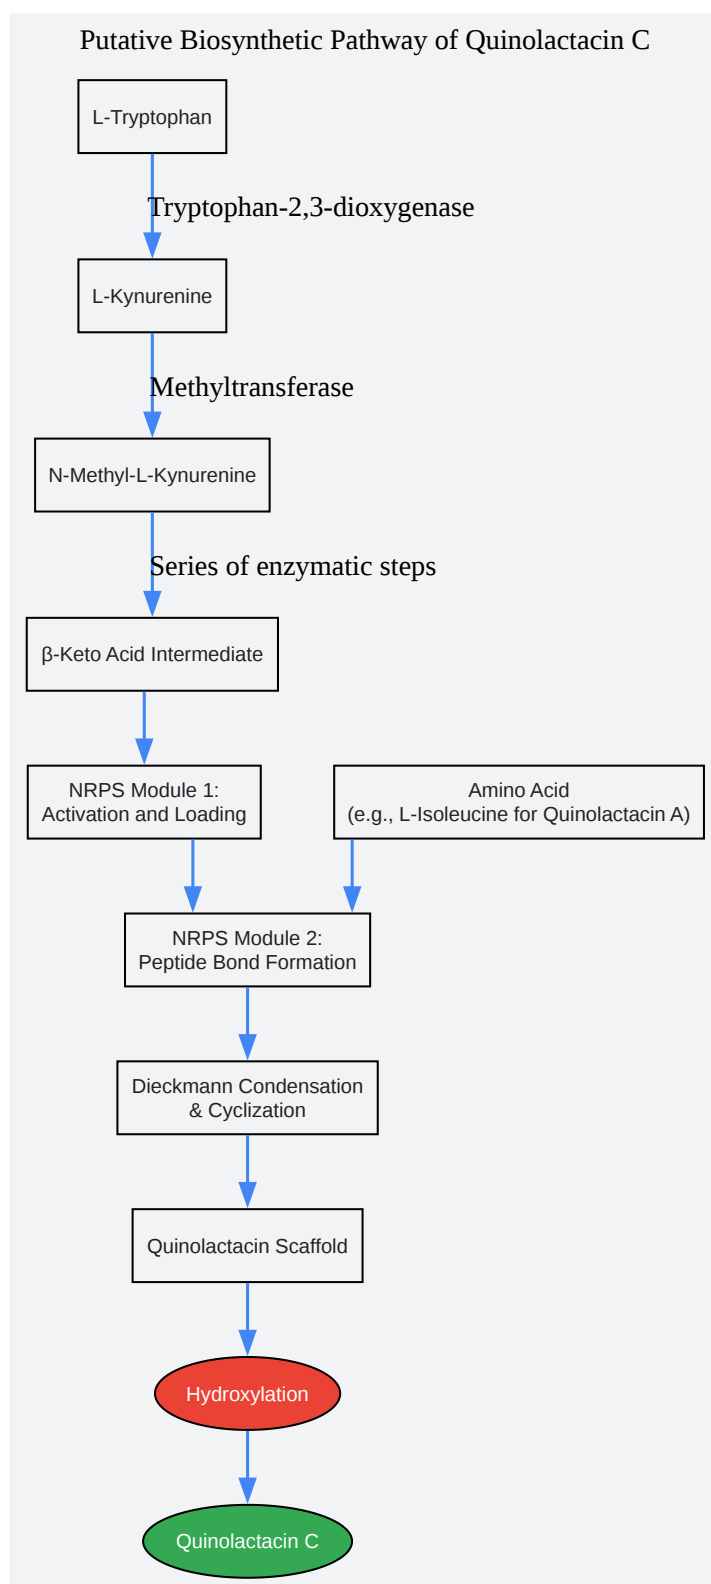 Putative Biosynthetic Pathway of Quinolactacin C
L-Tryptophan
Tryptophan-2,3-dioxygenase
L-Kynurenine
Methyltransferase
N-Methyl-L-Kynurenine
Series of enzymatic steps
β-Keto Acid Intermediate
NRPS Module 1:
Activation and Loading
Amino Acid
(e.g., L-Isoleucine for Quinolactacin A)
NRPS Module 2:
Peptide Bond Formation
Dieckmann Condensation
& Cyclization
Quinolactacin Scaffold
Hydroxylation
Quinolactacin C